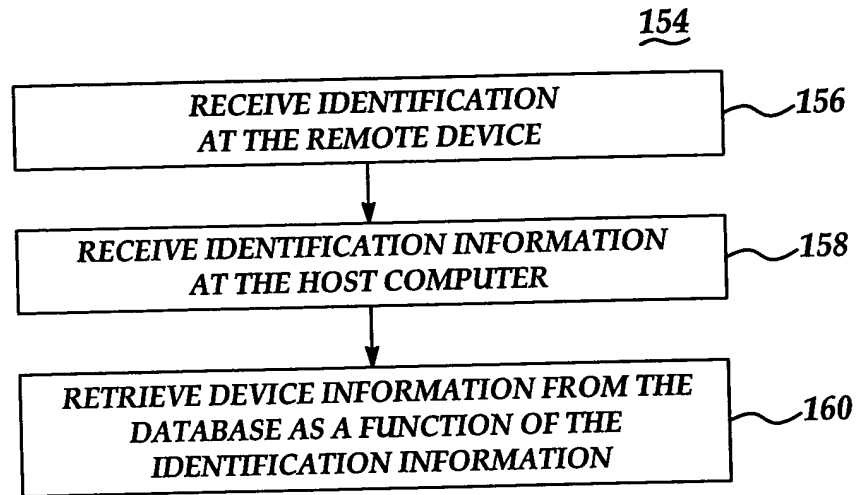 154
RECEIVE IDENTIFICATION
AT THE REMOTE DEVICE
156
RECEIVE IDENTIFICATION INFORMATION
AT THE HOST COMPUTER
158
RETRIEVE DEVICE INFORMATION FROM THE
DATABASE AS A FUNCTION OF THE
IDENTIFICATION INFORMATION
160